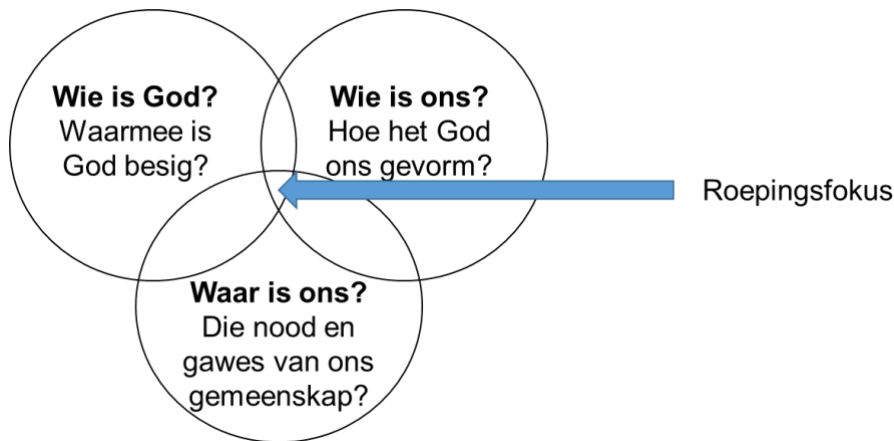 Wie is God?
Waarmee is
God besig?
Wie is ons?
Hoe het God
ons gevorm?
Roepingsfokus
Waar is ons?
Die nood en
gawes van ons
gemeenskap?